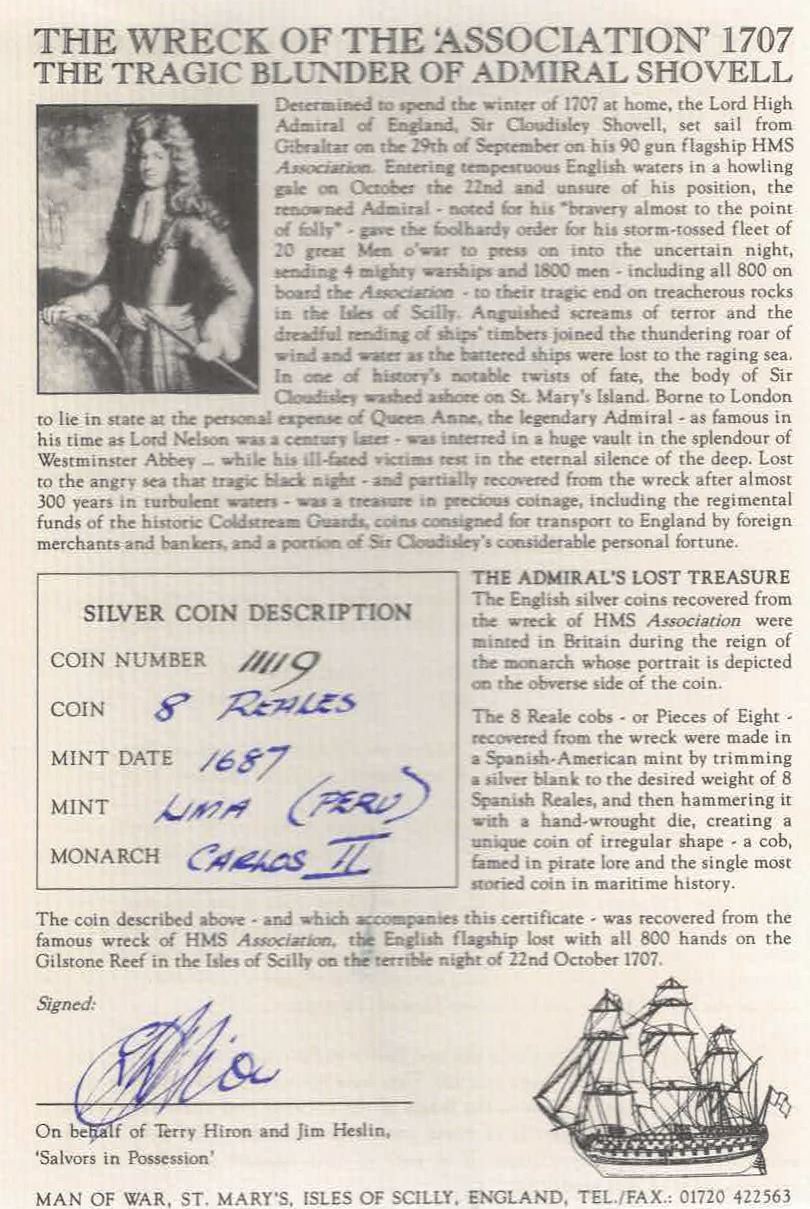 THE WRECK OF THE 'ASSOCIATION' 1707
THE TRAGIC BLUNDER OF ADMIRAL SHOVELL
Determined to spend the winter of 1707 at home, the Lord High
Admiral of England, Sir Cloudisley Shovell, set sail from
Gibraltar on the 29th of September on his 90 gun flagship HMS
Association. Entering tempestuous English waters in a howling
gale on October the 22nd and unsure of his position, the
renowned Admiral - noted for his "bravery almost to the point
of folly" - gave the foolhardy order for his storm-tossed fleet of
20 great Men o'war to press on into the uncertain night,
sending 4 mighty warships and 1800 men - including all 800 on
board the Association - to their tragic end on treacherous rocks
in the Isles of Scilly. Anguished screams of terror and the
dreadful rending of ships' timbers joined the thundering roar of
wind and water as the battered ships were lost to the raging sea.
In one of history's notable twists of fate, the body of Sir
Cloudisley washed ashore on St. Mary's Island. Borne to London
to lie in state at the personal expense of Queen Anne, the legendary Admiral - as famous in
his time as Lord Nelson was a century later - was interred in a huge vault in the splendour of
Westminster Abbey ... while his ill-fated victims rest in the eternal silence of the deep. Lost
to the angry sea that tragic black night - and partially recovered from the wreck after almost
300 years in turbulent waters - was a treasure in precious coinage, including the regimental
funds of the historic Coldstream Guards, coins consigned for transport to England by foreign
merchants and bankers, and a portion of Sir Cloudisley's considerable personal fortune.
SILVER COIN DESCRIPTION
COIN NUMBER 11119
COIN 8 REALES
MINT DATE 1687
MINT LIMA (PERU)
MONARCH CARLOS II
THE ADMIRAL'S LOST TREASURE
The English silver coins recovered from
the wreck of HMS Association were
minted in Britain during the reign of
the monarch whose portrait is depicted
on the obverse side of the coin.
The 8 Reale cobs - or Pieces of Eight -
recovered from the wreck were made in
a Spanish-American mint by trimming
a silver blank to the desired weight of 8
Spanish Reales, and then hammering it
with a hand-wrought die, creating a
unique coin of irregular shape - a cob,
famed in pirate lore and the single most
storied coin in maritime history.
The coin described above - and which accompanies this certificate - was recovered from the
famous wreck of HMS Association, the English flagship lost with all 800 hands on the
Gilstone Reef in the Isles of Scilly on the terrible night of 22nd October 1707.
Signed:
On behalf of Terry Hiron and Jim Heslin,
'Salvors in Possession'
MAN OF WAR, ST. MARY'S, ISLES OF SCILLY, ENGLAND, TEL./FAX.: 01720 422563